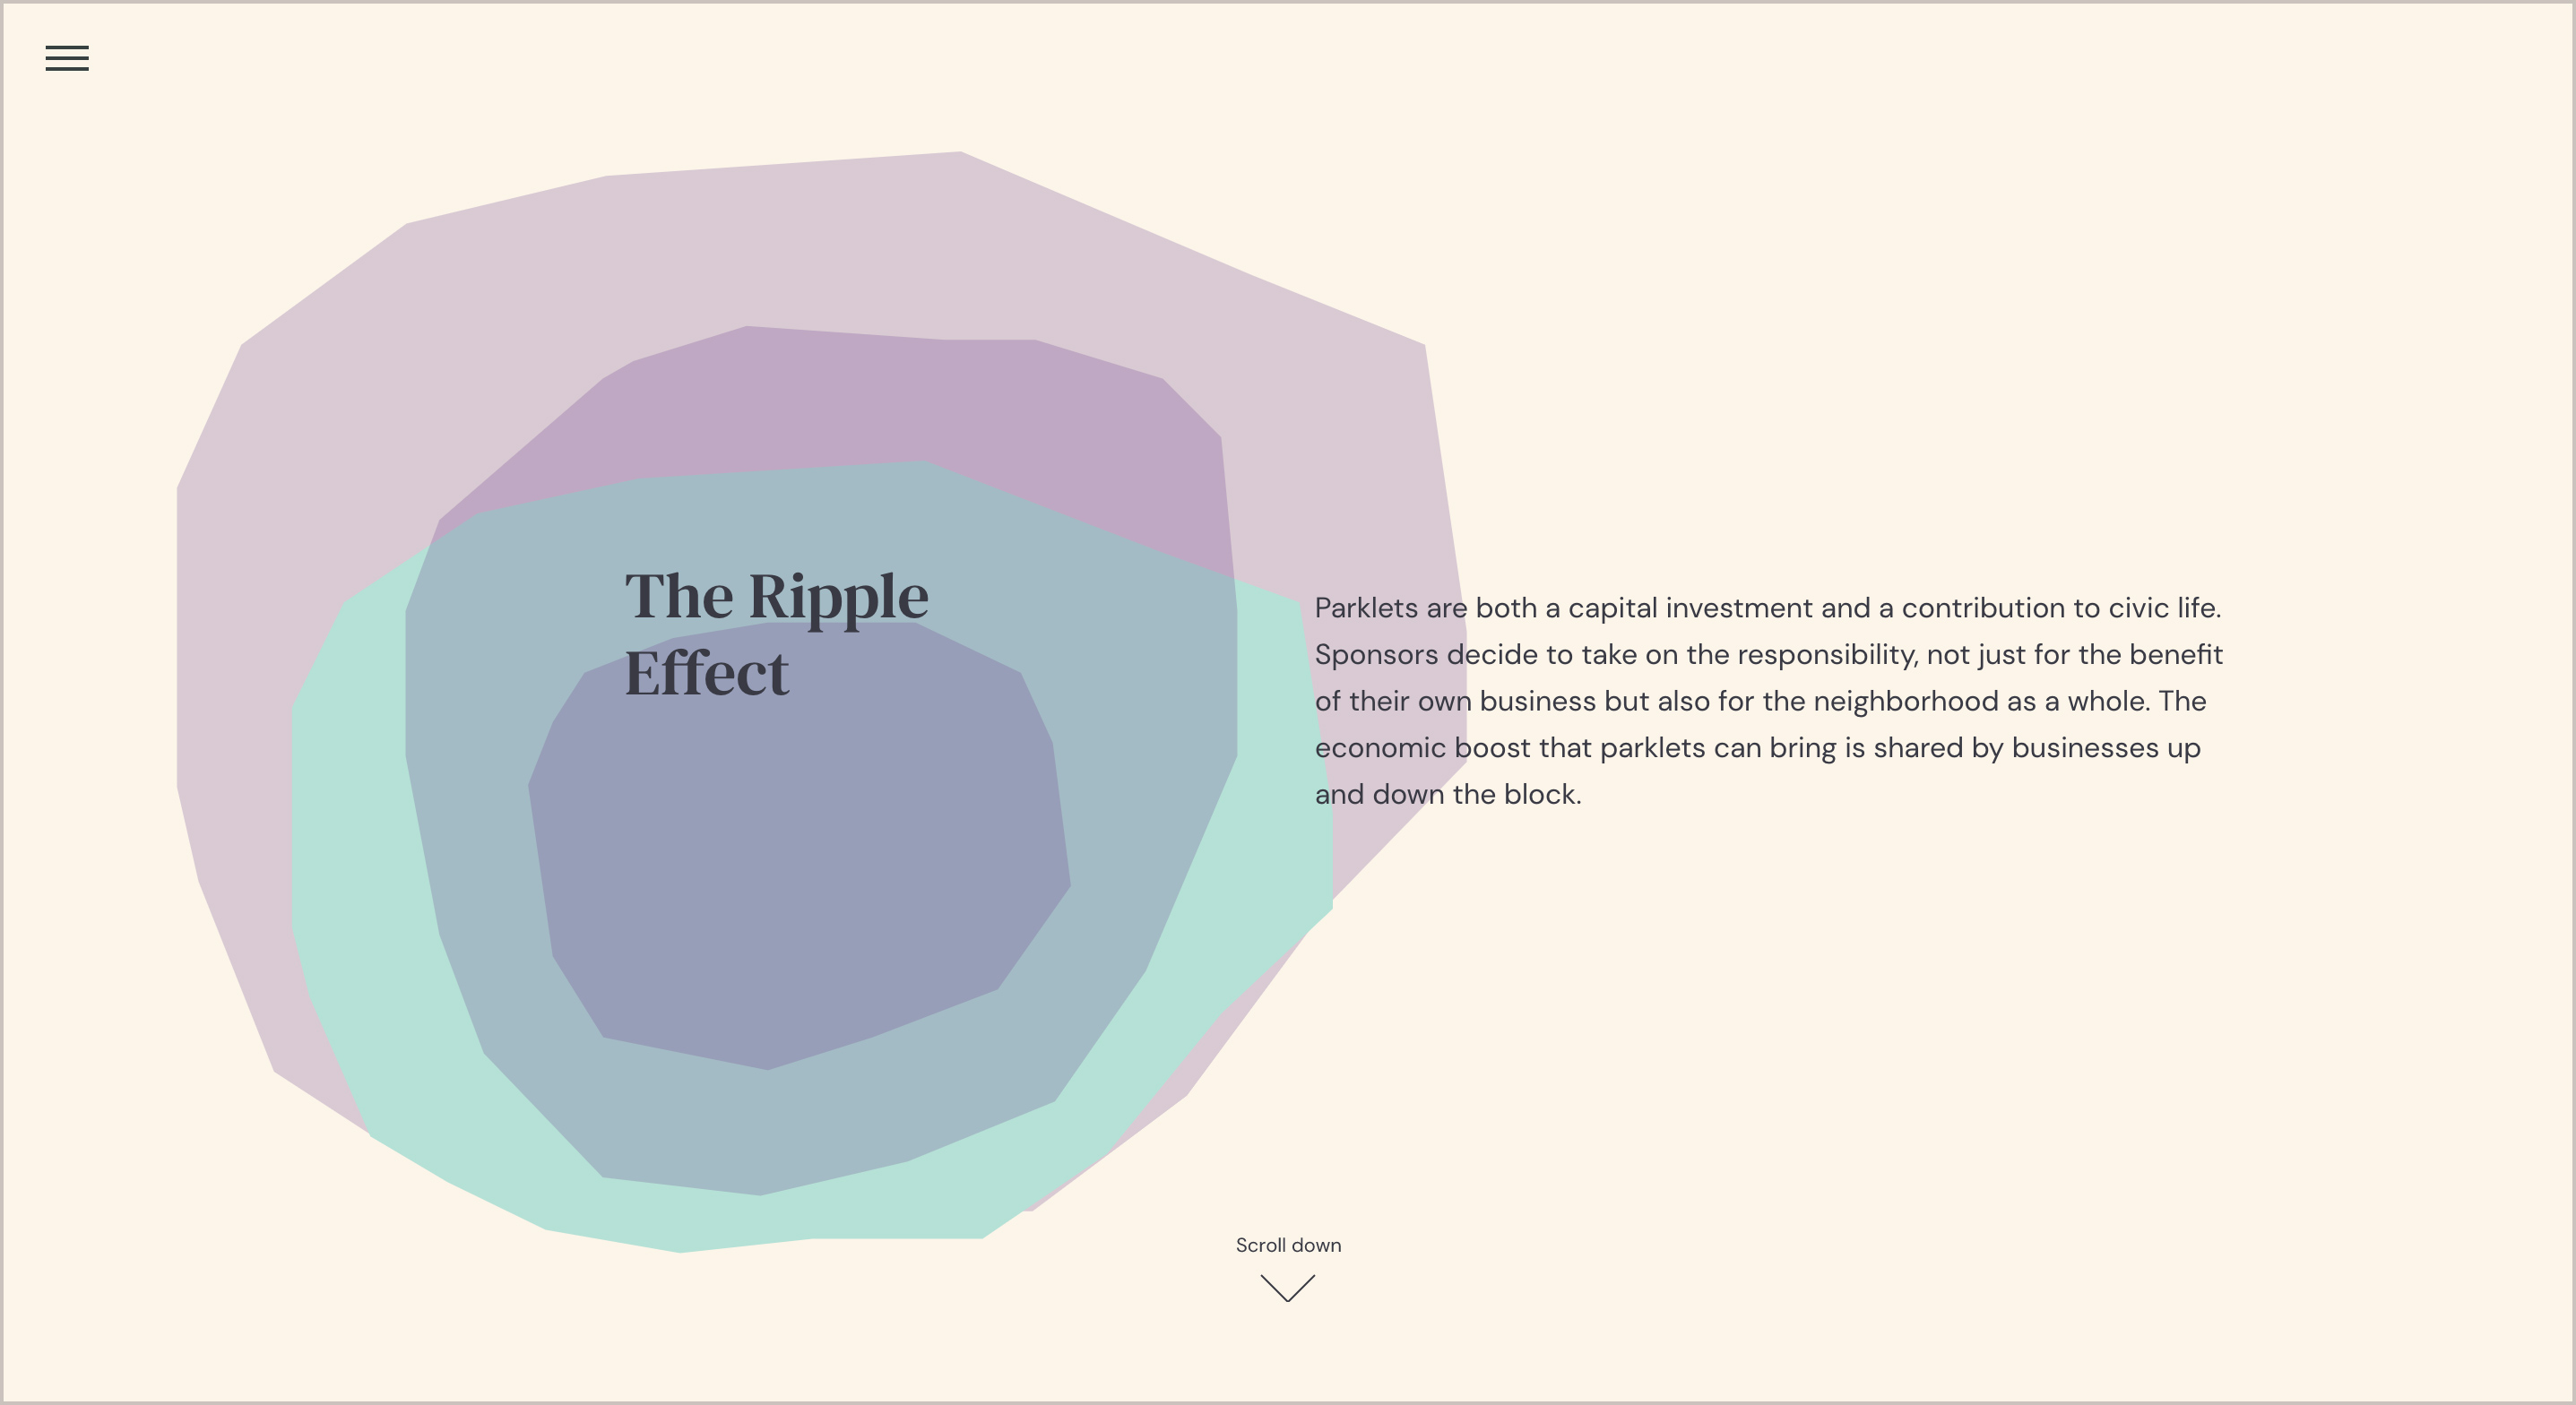 The Ripple
Effect
Parklets are both a capital investment and a contribution to civic life.
Sponsors decide to take on the responsibility, not just for the benefit
of their own business but also for the neighborhood as a whole. The
economic boost that parklets can bring is shared by businesses up
and down the block.
Scroll down